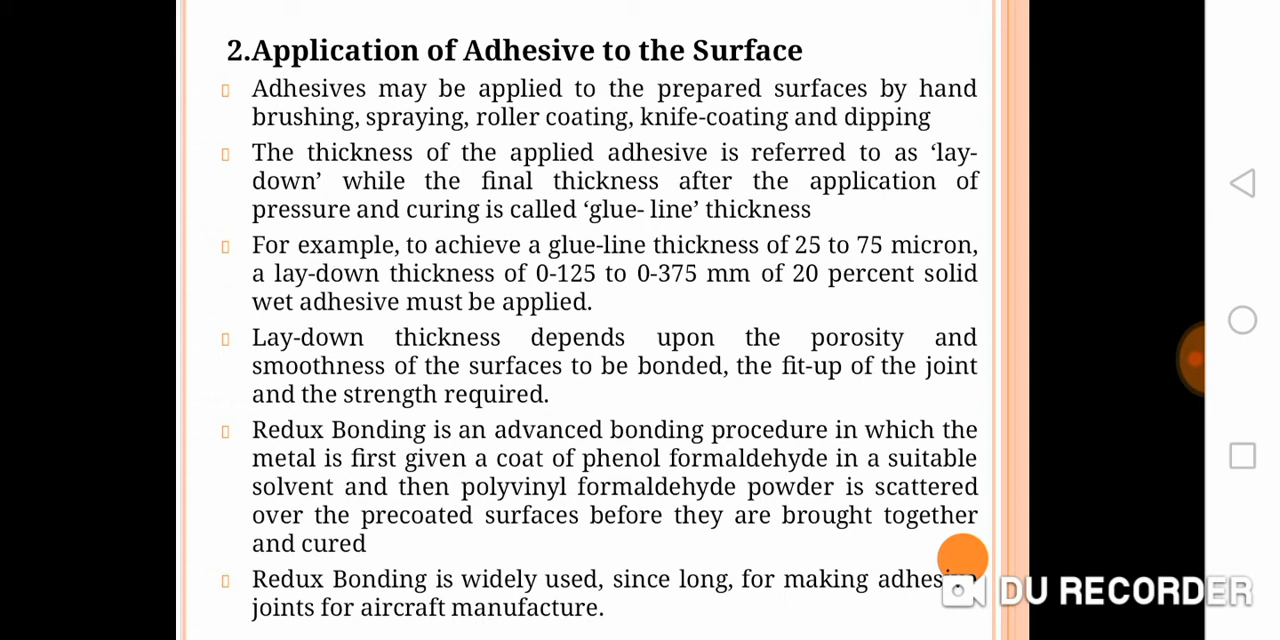 2.Application of Adhesive to the Surface
Adhesives may be applied to the prepared surfaces by hand
brushing, spraying, roller coating, knife-coating and dipping
The thickness of the applied adhesive is referred to as ‘lay-
down’ while the final thickness after the application of
pressure and curing is called ‘glue- line’ thickness
For example, to achieve a glue-line thickness of 25 to 75 micron,
a lay-down thickness of 0-125 to 0-375 mm of 20 percent solid
wet adhesive must be applied.
Lay-down thickness depends upon the porosity and
smoothness of the surfaces to be bonded, the fit-up of the joint
and the strength required.
Redux Bonding is an advanced bonding procedure in which the
metal is first given a coat of phenol formaldehyde in a suitable
solvent and then polyvinyl formaldehyde powder is scattered
over the precoated surfaces before they are brought together
and cured
Redux Bonding is widely used, since long, for making adhesive
joints for aircraft manufacture.
DU RECORDER